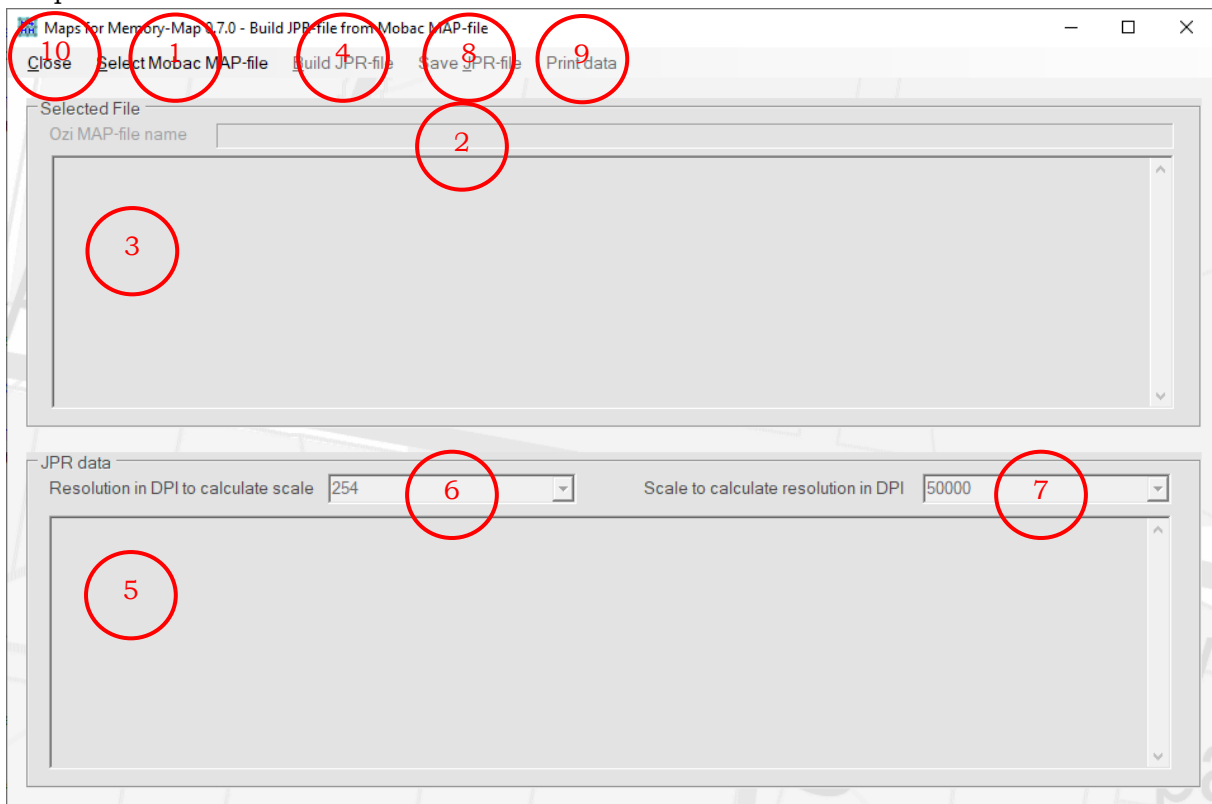 Maps for Memory-Map 0.7.0 - Build JPR-file from Mobac MAP-file
10 1 4 8 9
Close Select Mobac MAP-file Build JPR-file Save JPR-file Print data
Selected File
Ozi MAP-file name
2
3
JPR data
Resolution in DPI to calculate scale 254 6 Scale to calculate resolution in DPI 50000 7
5